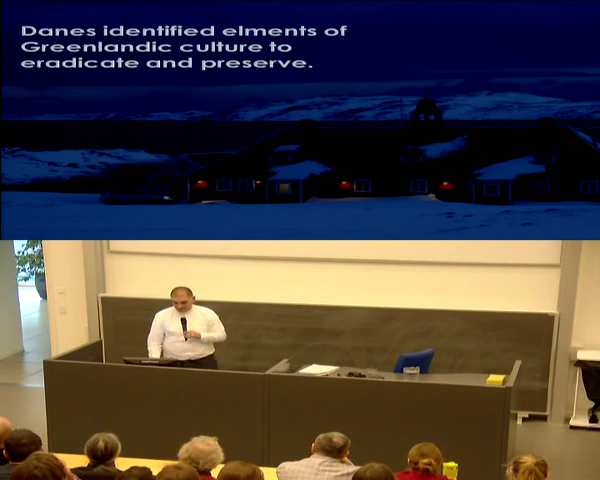 Danes identified elments of
Greenlandic culture to
eradicate and preserve.